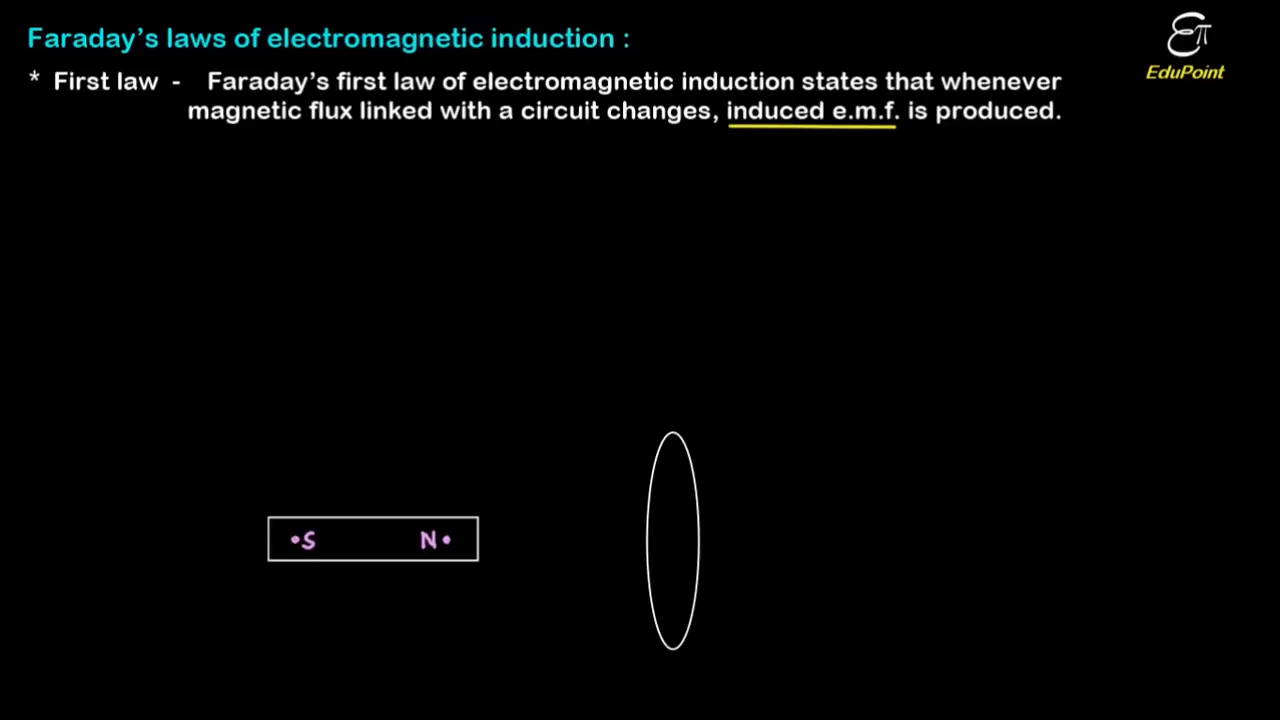 Faraday’s laws of electromagnetic induction :
* First law - Faraday’s first law of electromagnetic induction states that whenever
magnetic flux linked with a circuit changes, induced e.m.f. is produced.
επ
EduPoint
•S N•